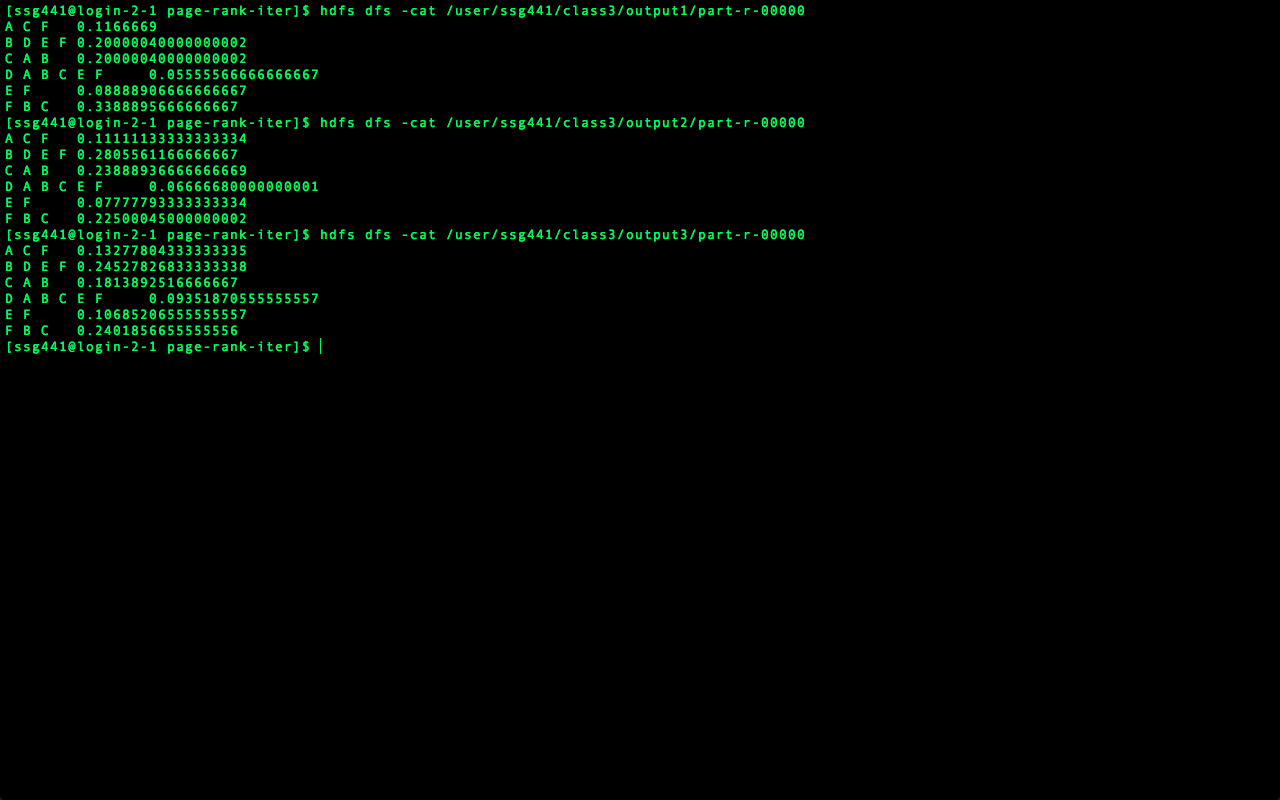 [ssg441@login-2-1 page-rank-iter]$ hdfs dfs -cat /user/ssg441/class3/output1/part-r-00000
A C F   0.1166669
B D E F 0.20000040000000002
C A B   0.20000040000000002
D A B C E F     0.05555566666666667
E F     0.08888906666666667
F B C   0.3388895666666667
[ssg441@login-2-1 page-rank-iter]$ hdfs dfs -cat /user/ssg441/class3/output2/part-r-00000
A C F   0.11111133333333334
B D E F 0.2805561166666667
C A B   0.23888936666666669
D A B C E F     0.06666680000000001
E F     0.07777793333333334
F B C   0.22500045000000002
[ssg441@login-2-1 page-rank-iter]$ hdfs dfs -cat /user/ssg441/class3/output3/part-r-00000
A C F   0.13277804333333335
B D E F 0.24527826833333338
C A B   0.1813892516666667
D A B C E F     0.09351870555555557
E F     0.10685206555555557
F B C   0.2401856655555556
[ssg441@login-2-1 page-rank-iter]$